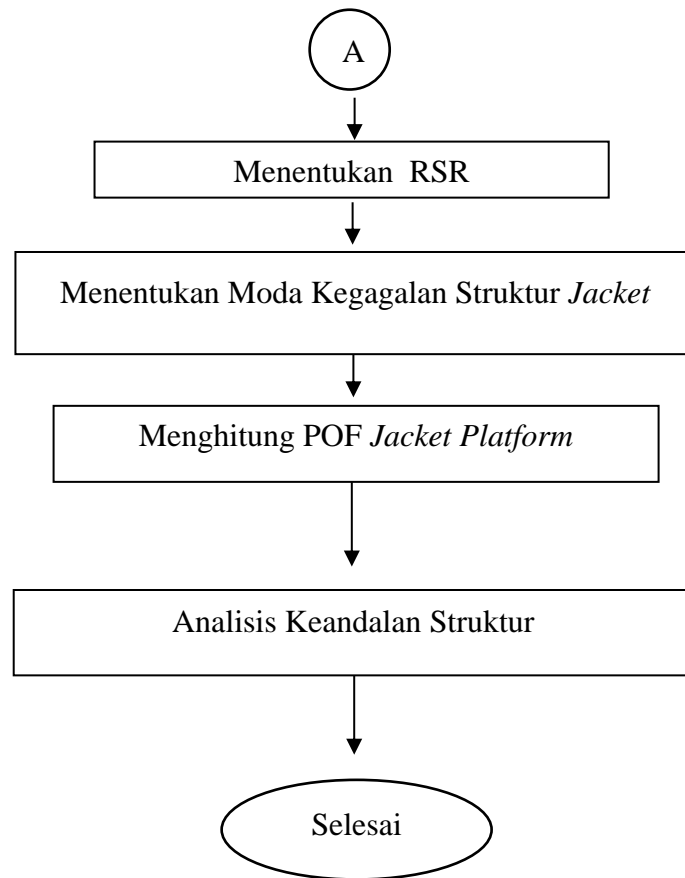 A
Menentukan RSR
Menentukan Moda Kegagalan Struktur Jacket
Menghitung POF Jacket Platform
Analisis Keandalan Struktur
Selesai